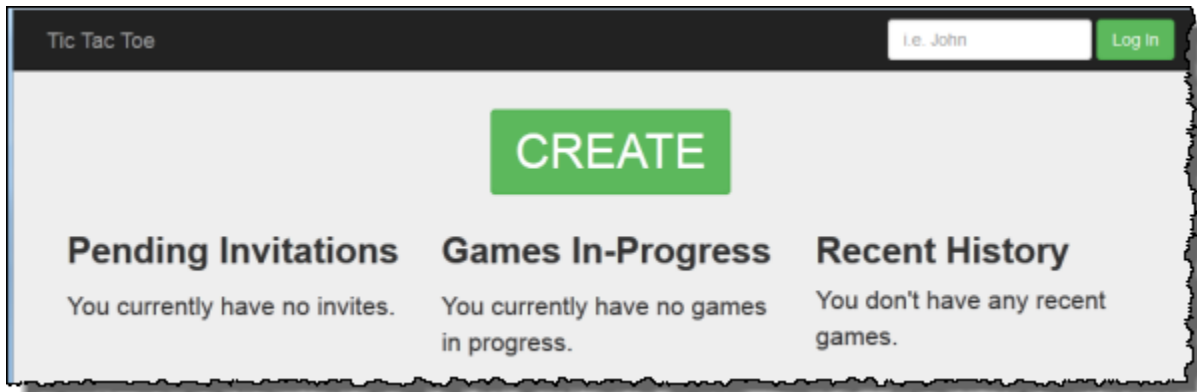 Tic Tac Toe
i.e. John
Log In
CREATE
Pending Invitations
You currently have no invites.
Games In-Progress
You currently have no games
in progress.
Recent History
You don't have any recent
games.